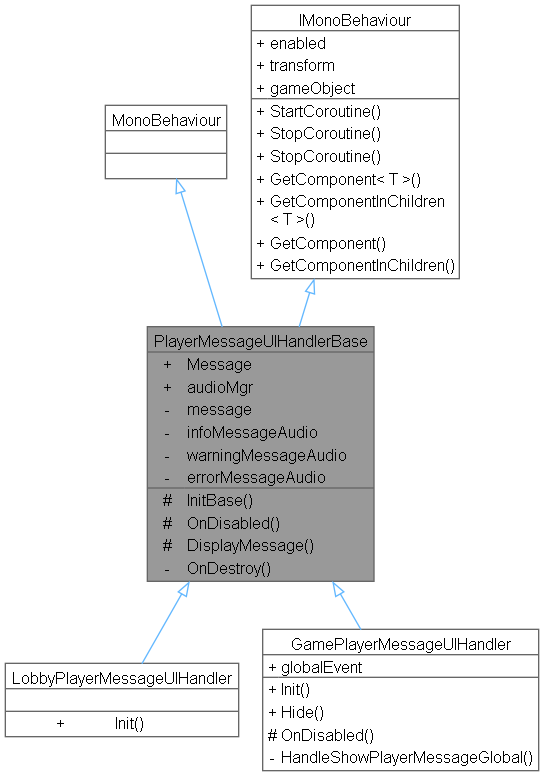 IMonoBehaviour
+ enabled
+ transform
+ gameObject
+ StartCoroutine()
+ StopCoroutine()
+ StopCoroutine()
+ GetComponent< T >()
+ GetComponentInChildren
< T >()
+ GetComponent()
+ GetComponentInChildren()
MonoBehaviour
PlayerMessageUIHandlerBase
+ Message
+ audioMgr
- message
- infoMessageAudio
- warningMessageAudio
- errorMessageAudio
# InitBase()
# OnDisabled()
# DisplayMessage()
- OnDestroy()
LobbyPlayerMessageUIHandler
+ Init()
GamePlayerMessageUIHandler
+ globalEvent
+ Init()
+ Hide()
# OnDisabled()
- HandleShowPlayerMessageGlobal()